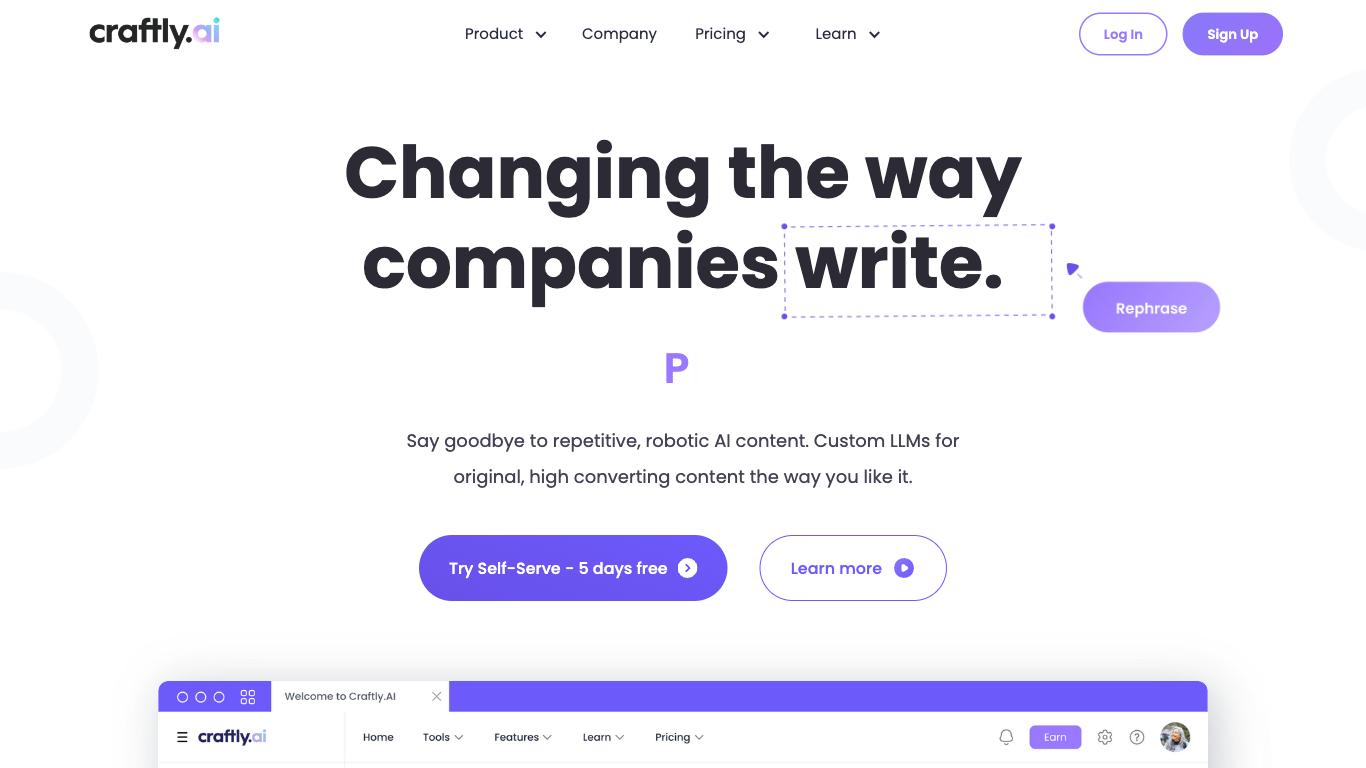 craftly.ai
Product
Company
Pricing
Learn
Log In
Sign Up
Changing the way
companies write.
Rephrase
P
Say goodbye to repetitive, robotic AI content. Custom LLMs for
original, high converting content the way you like it.
Try Self-Serve - 5 days free
Learn more
Welcome to Craftly.AI
craftly.ai
Home
Tools
Features
Learn
Pricing
Earn